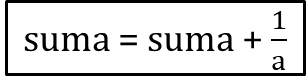 suma = suma + 1/a